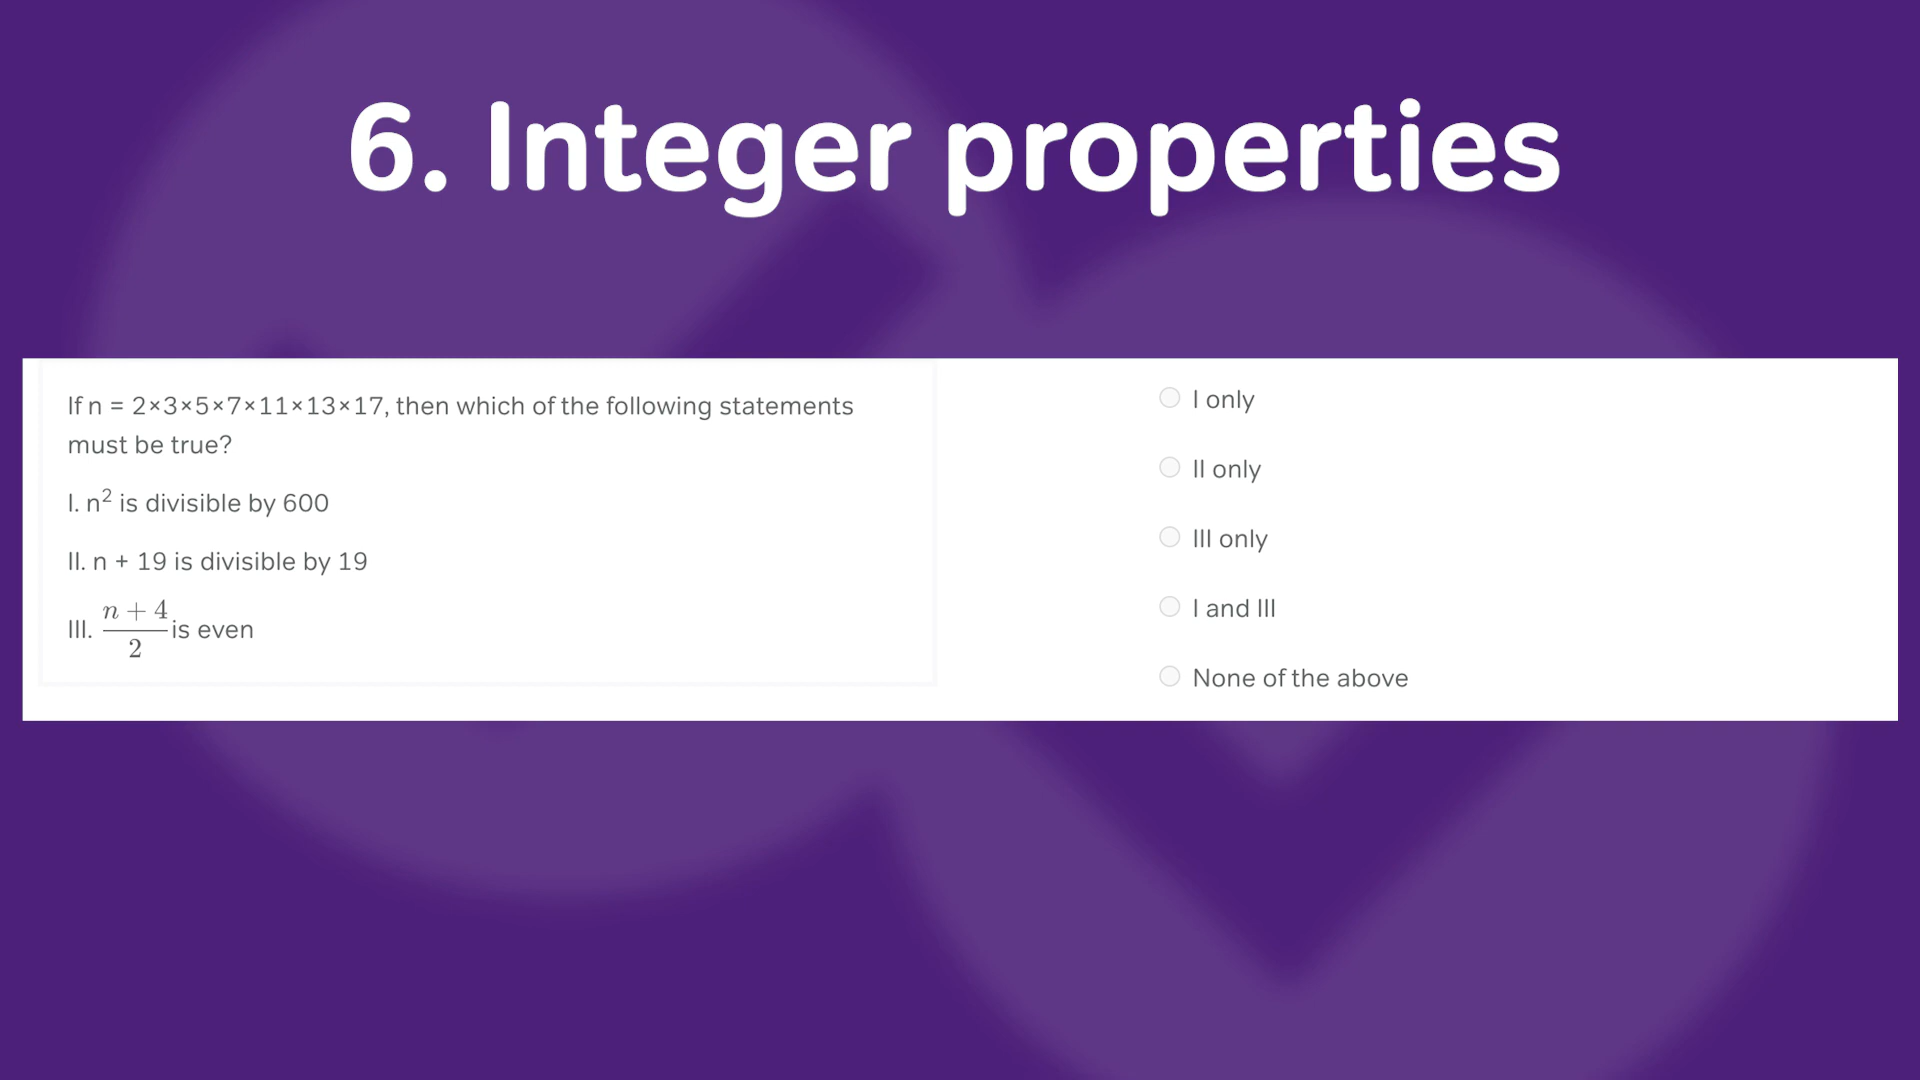 6. Integer properties
If n = 2×3×5×7×11×13×17, then which of the following statements
must be true?
I. n² is divisible by 600
II. n + 19 is divisible by 19
III. (n + 4)/2 is even
I only
II only
III only
I and III
None of the above